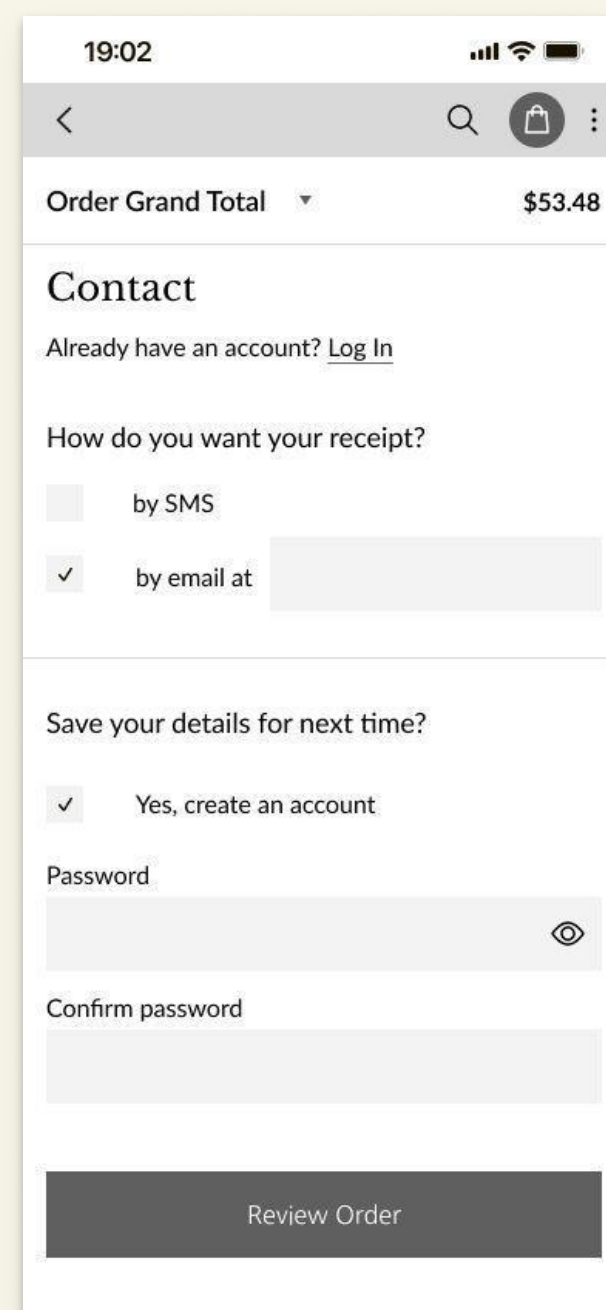 19:02
Order Grand Total $53.48
Contact
Already have an account? Log In
How do you want your receipt?
by SMS
by email at
Save your details for next time?
Yes, create an account
Password
Confirm password
Review Order